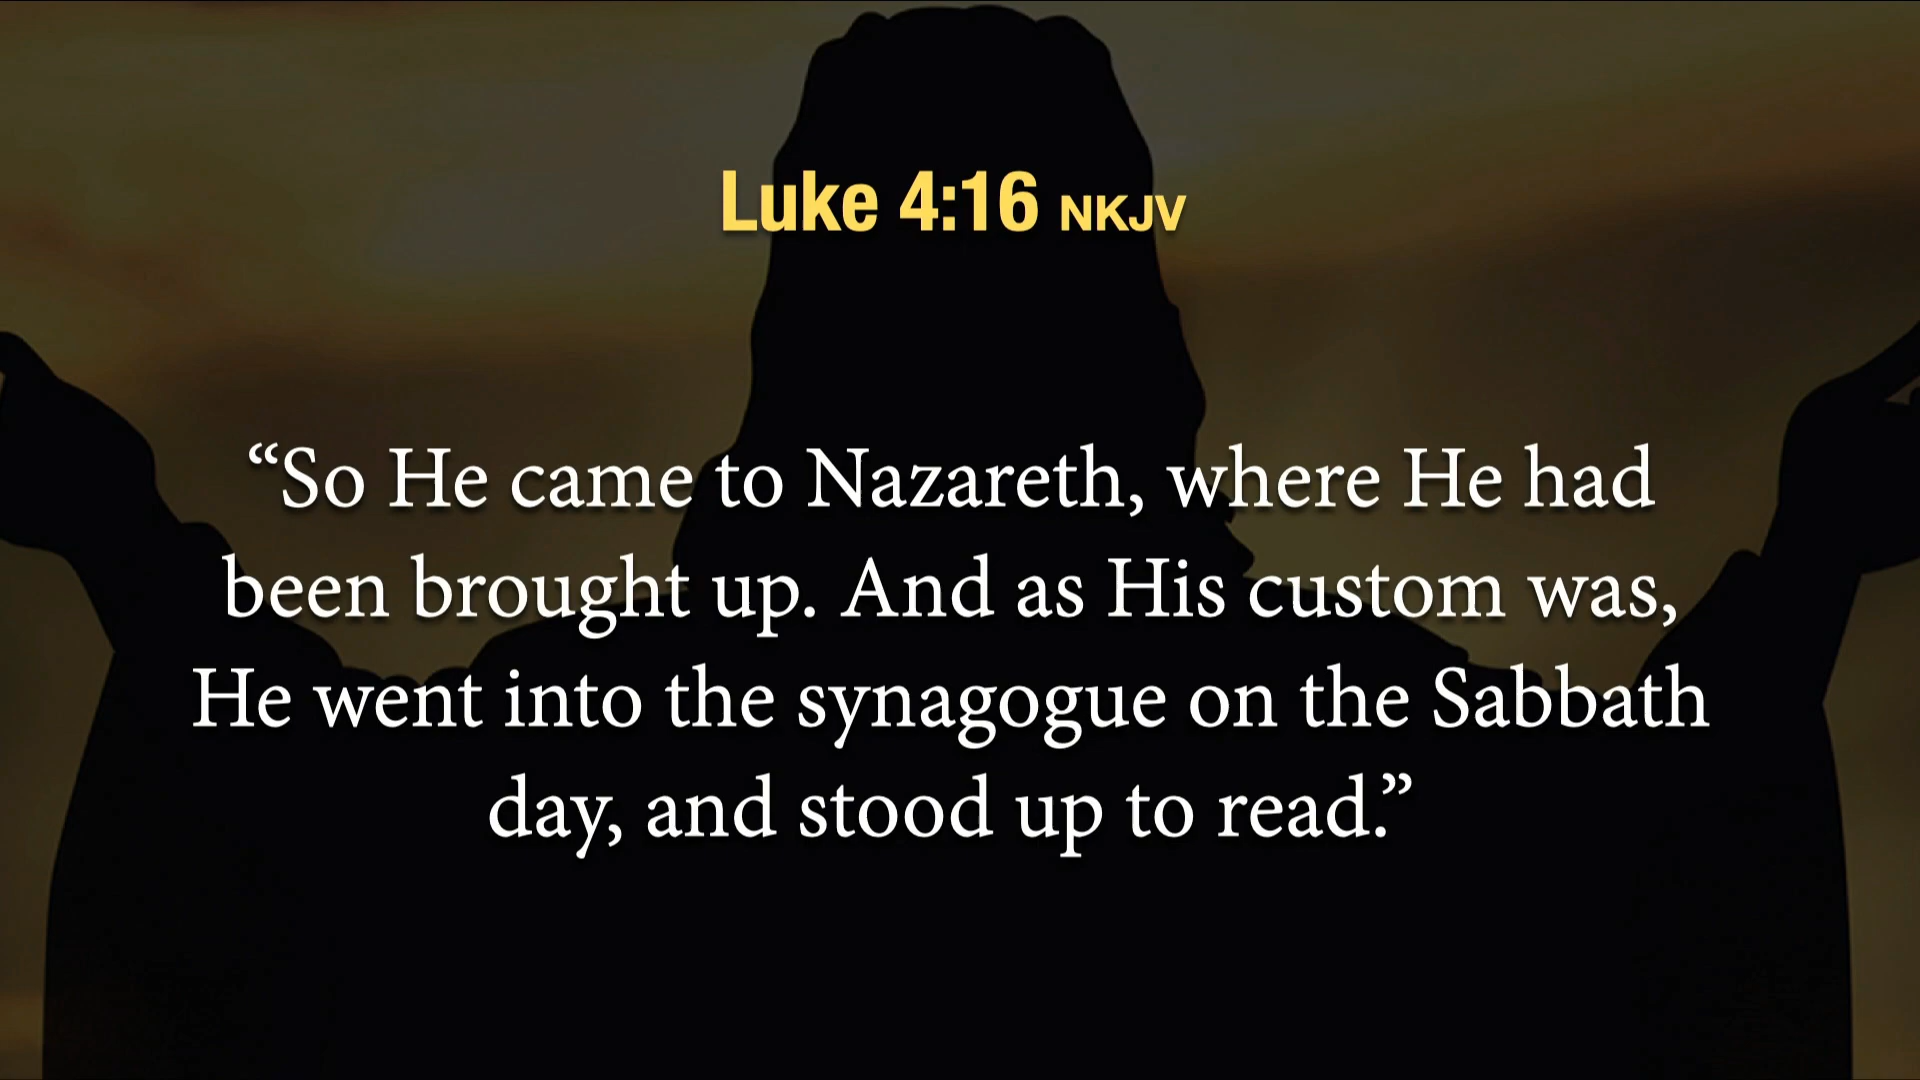 Luke 4:16 NKJV
“So He came to Nazareth, where He had
been brought up. And as His custom was,
He went into the synagogue on the Sabbath
day, and stood up to read.”